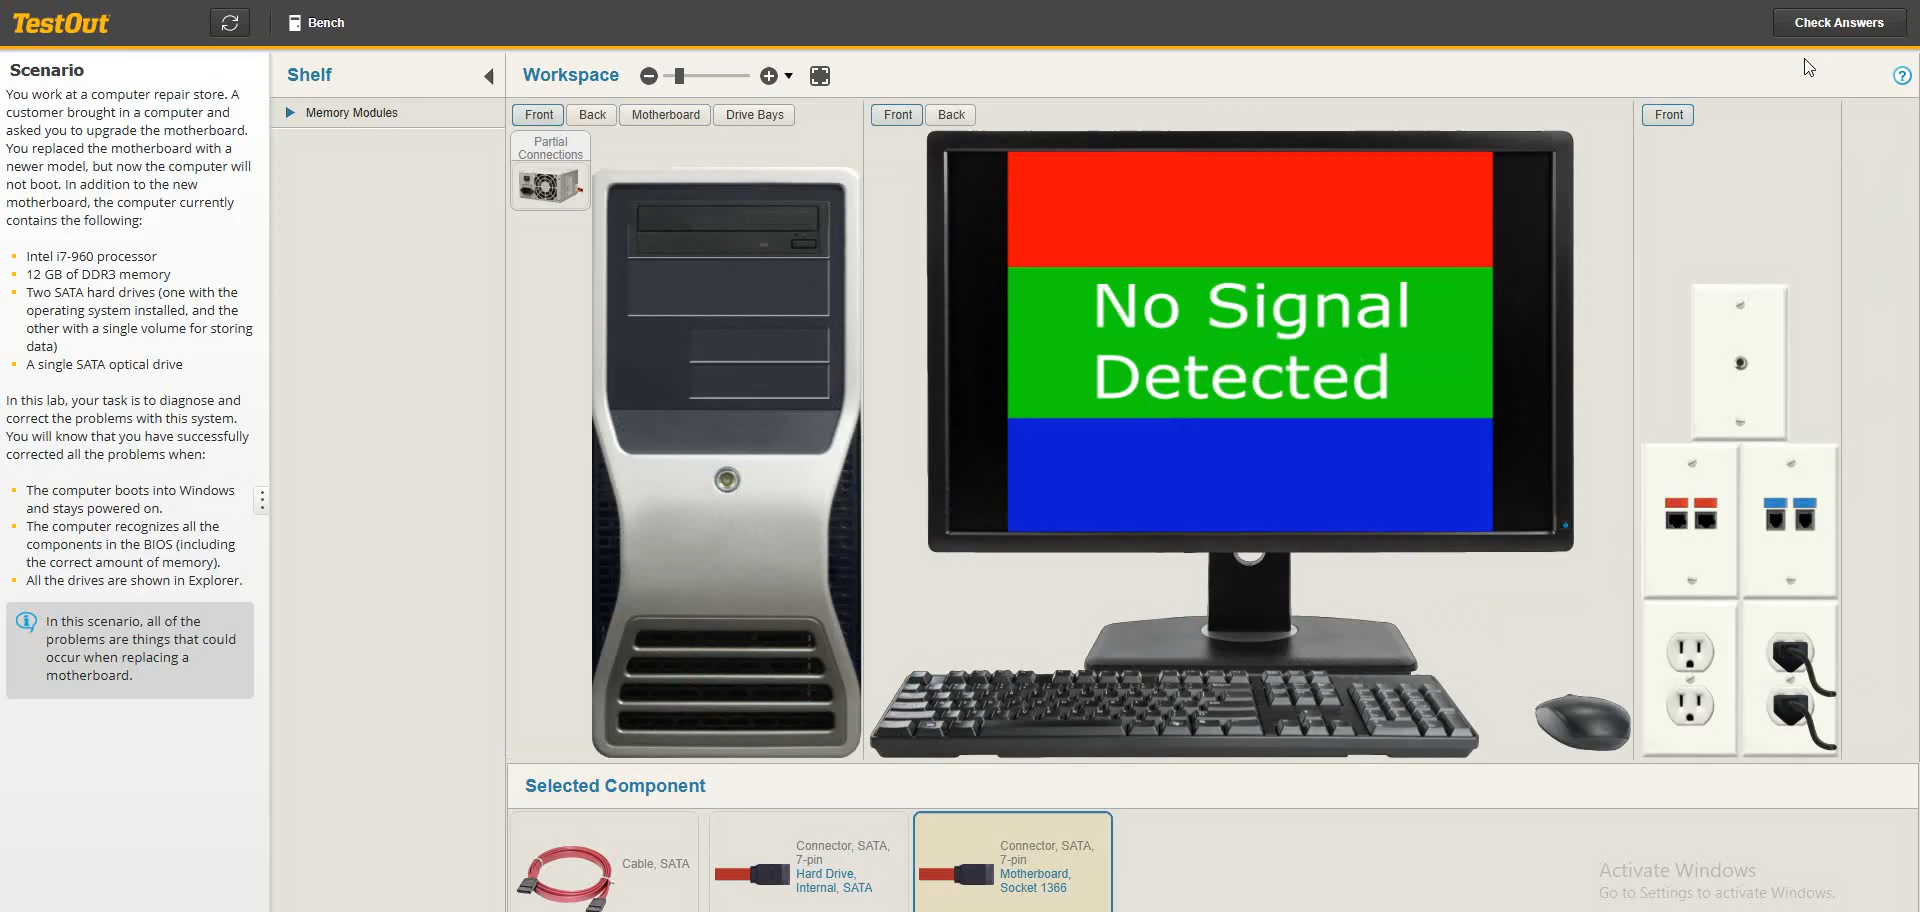 TestOut
Bench
Check Answers
Scenario
You work at a computer repair store. A
customer brought in a computer and
asked you to upgrade the motherboard.
You replaced the motherboard with a
newer model, but now the computer will
not boot. In addition to the new
motherboard, the computer currently
contains the following:
Intel i7-960 processor
12 GB of DDR3 memory
Two SATA hard drives (one with the
operating system installed, and the
other with a single volume for storing
data)
A single SATA optical drive
In this lab, your task is to diagnose and
correct the problems with this system.
You will know that you have successfully
corrected all the problems when:
The computer boots into Windows
and stays powered on.
The computer recognizes all the
components in the BIOS (including
the correct amount of memory).
All the drives are shown in Explorer.
In this scenario, all of the
problems are things that could
occur when replacing a
motherboard.
Shelf
Memory Modules
Workspace
Front Back Motherboard Drive Bays
Partial
Connections
Front Back
No Signal
Detected
Front
Selected Component
Cable, SATA
Connector, SATA,
7-pin
Hard Drive,
Internal, SATA
Connector, SATA,
7-pin
Motherboard,
Socket 1366
Activate Windows
Go to Settings to activate Windows.